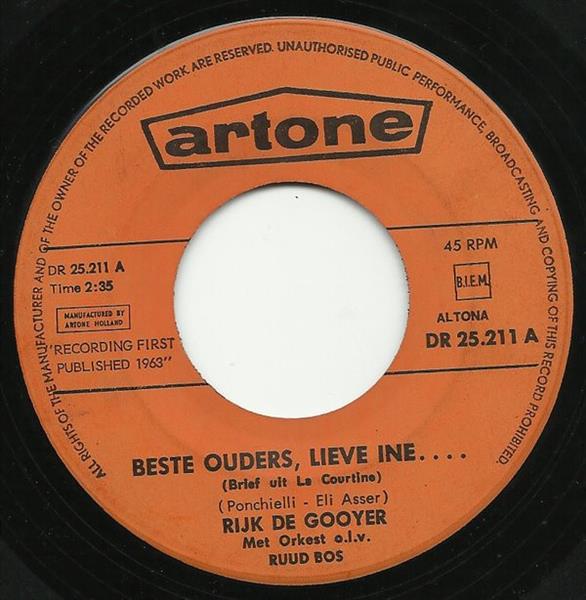 ALL RIGHTS OF THE MANUFACTURER AND OF THE OWNER OF THE RECORDED WORK ARE RESERVED. UNAUTHORISED PUBLIC PERFORMANCE, BROADCASTING AND COPYING OF THIS RECORD PROHIBITED.
artone
DR 25.211 A
Time 2:35
MANUFACTURED BY
ARTONE HOLLAND
"RECORDING FIRST
PUBLISHED 1963"
45 RPM
B.I.E.M.
ALTONA
DR 25.211 A
BESTE OUDERS, LIEVE INE....
(Brief uit La Courtine)
(Ponchielli - Eli Asser)
RIJK DE GOOYER
Met Orkest o.l.v.
RUUD BOS